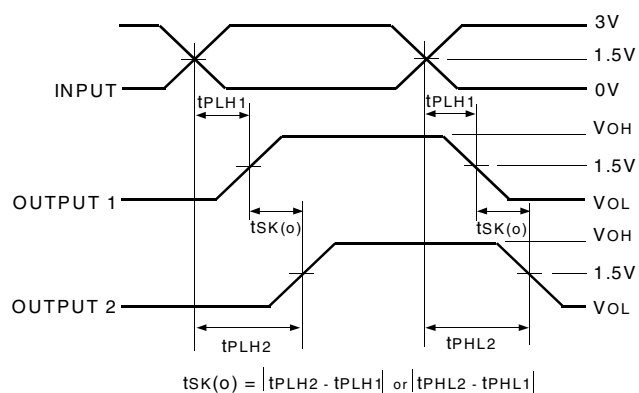 3V
1.5V
INPUT
0V
tPLH1
tPLH1
VOH
1.5V
OUTPUT 1
VOL
tSK(o)
tSK(o)
VOH
1.5V
OUTPUT 2
VOL
tPLH2
tPHL2
tSK(o) = |tPLH2 - tPLH1| or |tPHL2 - tPHL1|